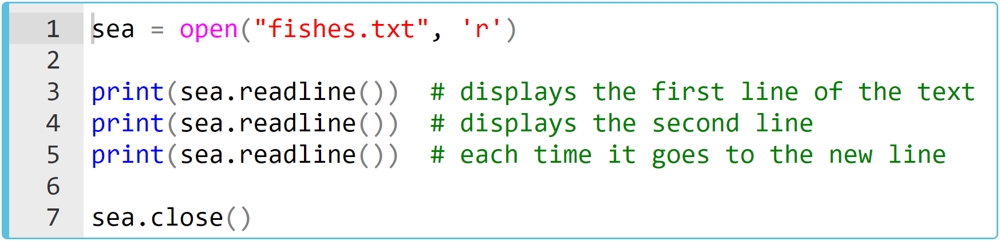 1 sea = open("fishes.txt", 'r')
2
3 print(sea.readline())  # displays the first line of the text
4 print(sea.readline())  # displays the second line
5 print(sea.readline())  # each time it goes to the new line
6
7 sea.close()